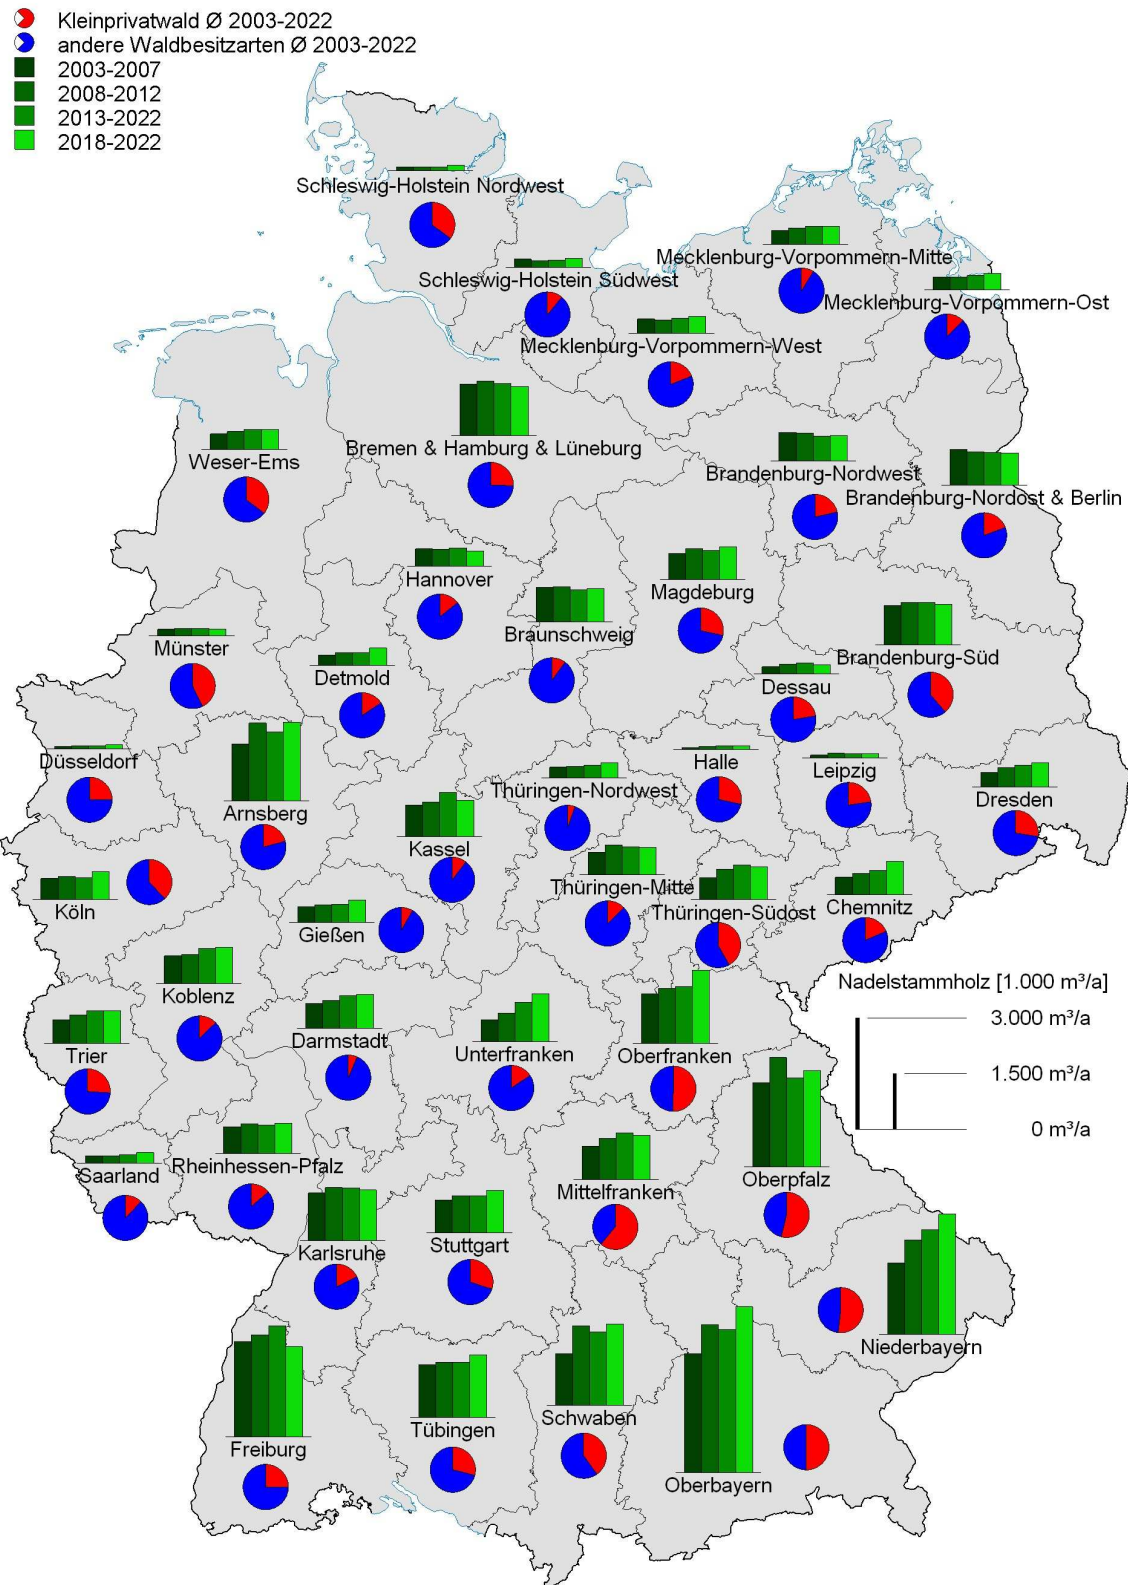 Kleinprivatwald Ø 2003-2022
andere Waldbesitzarten Ø 2003-2022
2003-2007
2008-2012
2013-2022
2018-2022
Schleswig-Holstein Nordwest
Mecklenburg-Vorpommern-Mitte
Schleswig-Holstein Südwest
Mecklenburg-Vorpommern-Ost
Mecklenburg-Vorpommern-West
Bremen & Hamburg & Lüneburg
Weser-Ems
Brandenburg-Nordwest
Brandenburg-Nordost & Berlin
Hannover
Magdeburg
Braunschweig
Münster
Detmold
Brandenburg-Süd
Dessau
Düsseldorf
Halle
Leipzig
Thüringen-Nordwest
Dresden
Arnsberg
Kassel
Thüringen-Mitte
Köln
Gießen
Thüringen-Südost
Chemnitz
Nadelstammholz [1.000 m³/a]
3.000 m³/a
1.500 m³/a
0 m³/a
Koblenz
Trier
Darmstadt
Unterfranken
Oberfranken
Saarland
Rheinhessen-Pfalz
Mittelfranken
Oberpfalz
Karlsruhe
Stuttgart
Niederbayern
Freiburg
Tübingen
Schwaben
Oberbayern